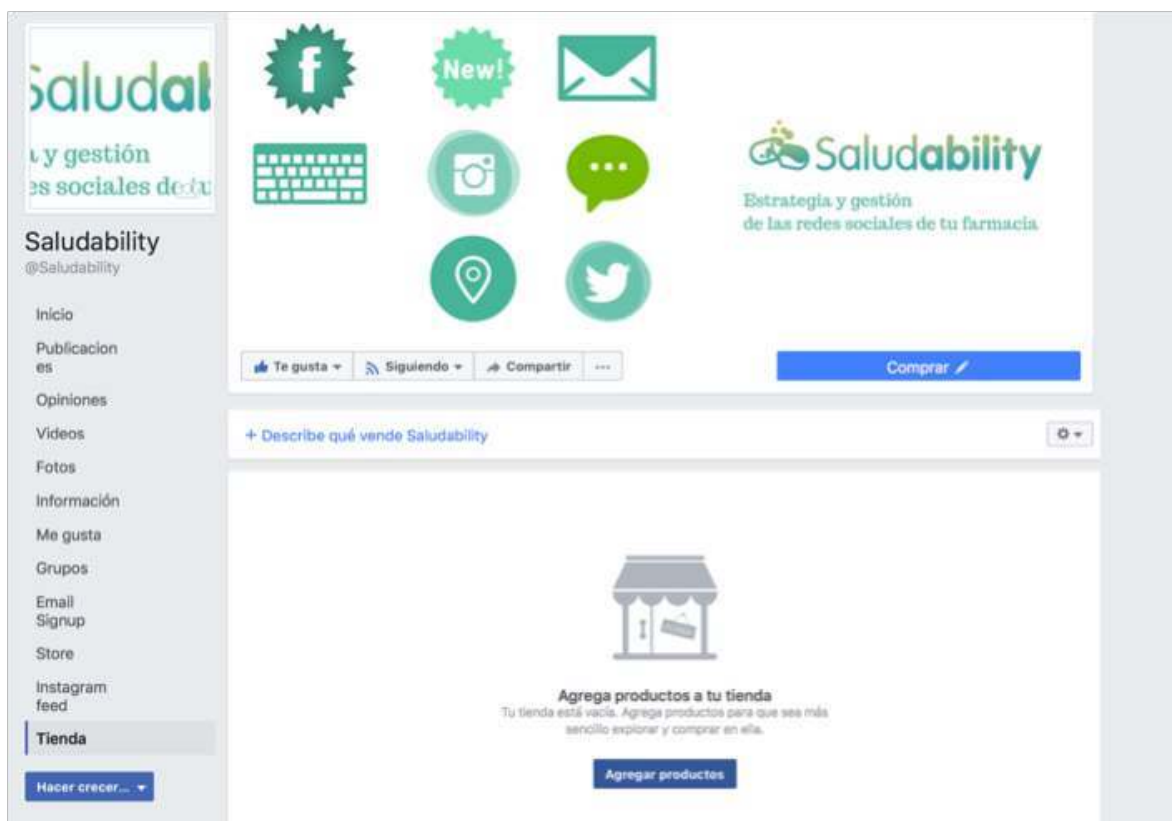 Saludab
a y gestión
es sociales de tu
Saludability
@Saludability
Inicio
Publicacion
es
Opiniones
Videos
Fotos
Información
Me gusta
Grupos
Email
Signup
Store
Instagram
feed
Tienda
Hacer crecer...
f
New!
Saludability
Estrategia y gestión
de las redes sociales de tu farmacia
Te gusta
Siguiendo
Compartir
Comprar
+ Describe qué vende Saludability
Agrega productos a tu tienda
Tu tienda está vacía. Agrega productos para que sea más
sencillo explorar y comprar en ella.
Agregar productos